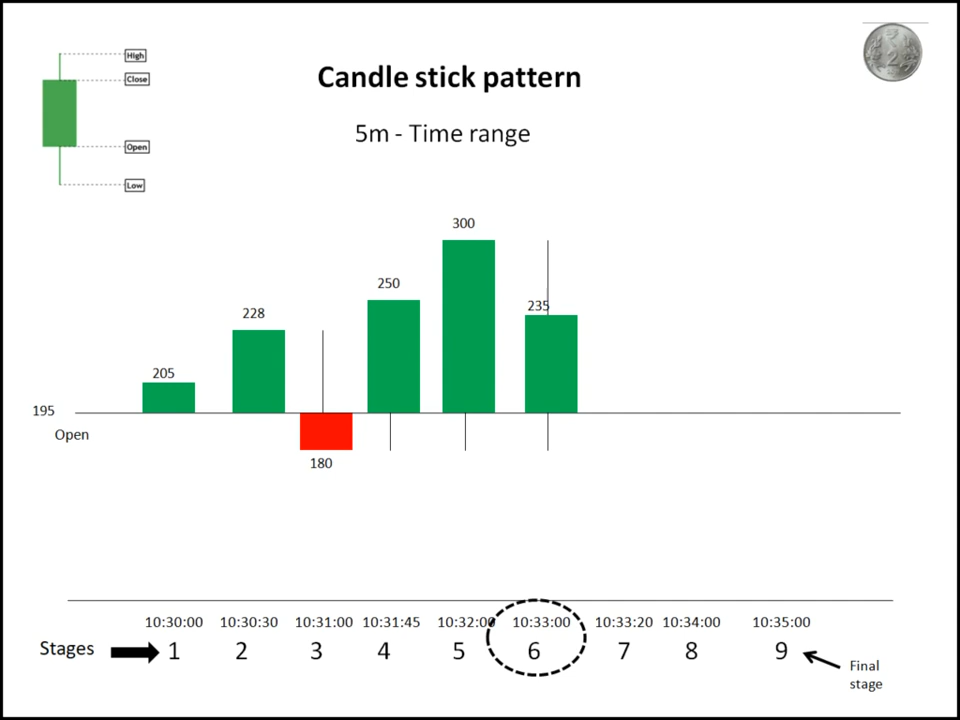 High
Close
Open
Low
Candle stick pattern
5m - Time range
2
300
250
235
228
205
195
Open
180
10:30:00 10:30:30 10:31:00 10:31:45 10:32:00 10:33:00 10:33:20 10:34:00 10:35:00
Stages 1 2 3 4 5 6 7 8 9
Final
stage